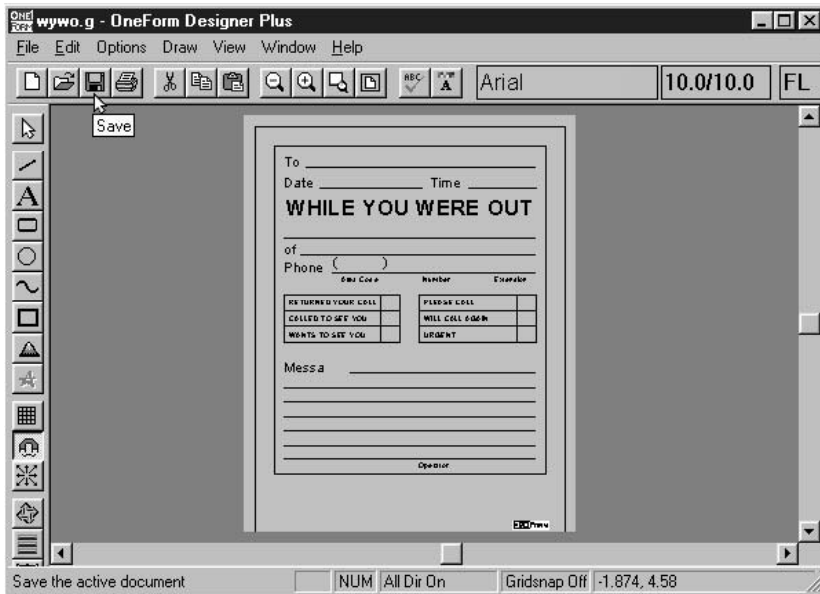 ONE! FORM wywo.g - OneForm Designer Plus
File Edit Options Draw View Window Help
ABC A Arial 10.0/10.0 FL
Save
A
To
Date Time
WHILE YOU WERE OUT
of
Phone ( )
Area Code Number Extension
RETURNED YOUR CALL PLEASE CALL
CALLED TO SEE YOU WILL CALL AGAIN
WANTS TO SEE YOU URGENT
Messa
Operator
Save the active document NUM All Dir On Gridsnap Off -1.874, 4.58